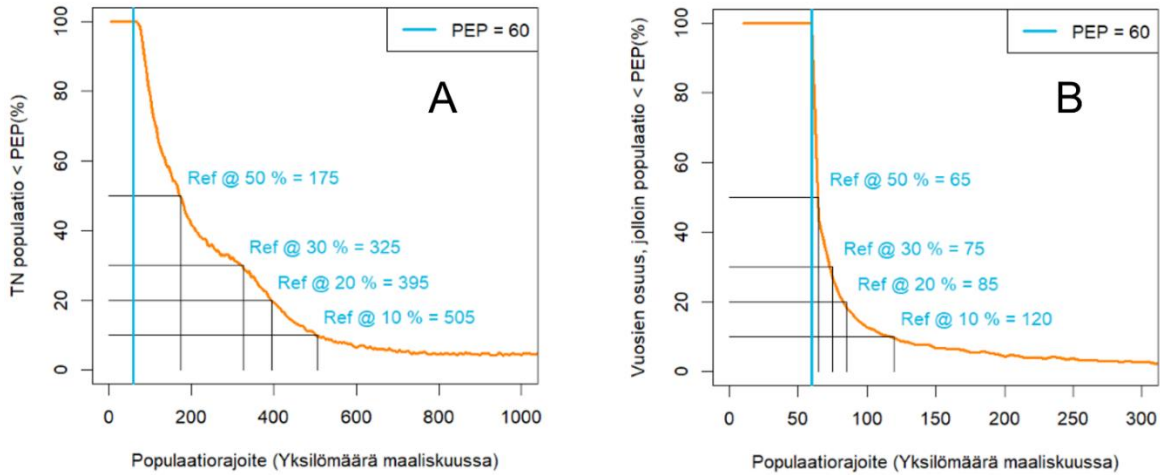 TN populaatio < PEP(%)
100
80
60
40
20
0
PEP = 60
A
Ref @ 50 % = 175
Ref @ 30 % = 325
Ref @ 20 % = 395
Ref @ 10 % = 505
0 200 400 600 800 1000
Populaatiorajoite (Yksilömäärä maaliskuussa)
Vuosien osuus, jolloin populaatio < PEP(%)
100
80
60
40
20
0
PEP = 60
B
Ref @ 50 % = 65
Ref @ 30 % = 75
Ref @ 20 % = 85
Ref @ 10 % = 120
0 50 100 150 200 250 300
Populaatiorajoite (Yksilömäärä maaliskuussa)